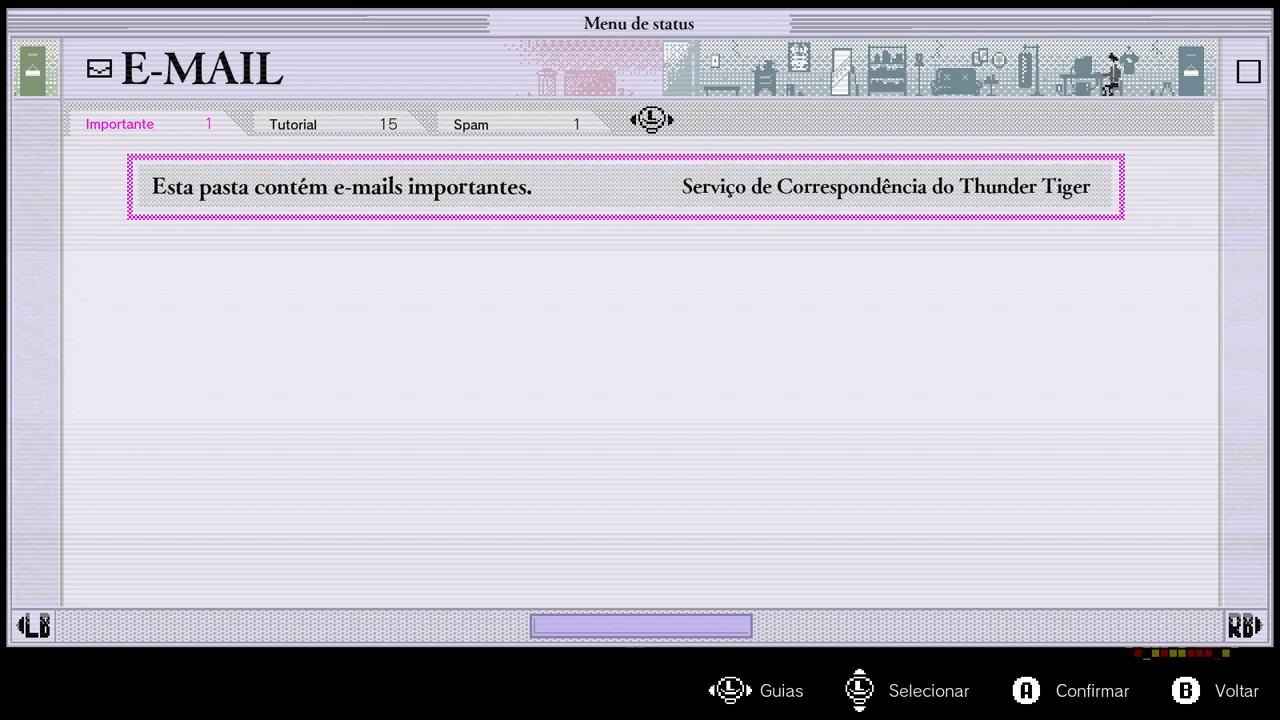 Menu de status
E-MAIL
Importante 1 Tutorial 15 Spam 1 L
Esta pasta contém e-mails importantes. Serviço de Correspondência do Thunder Tiger
LB RB
L Guias L Selecionar A Confirmar B Voltar